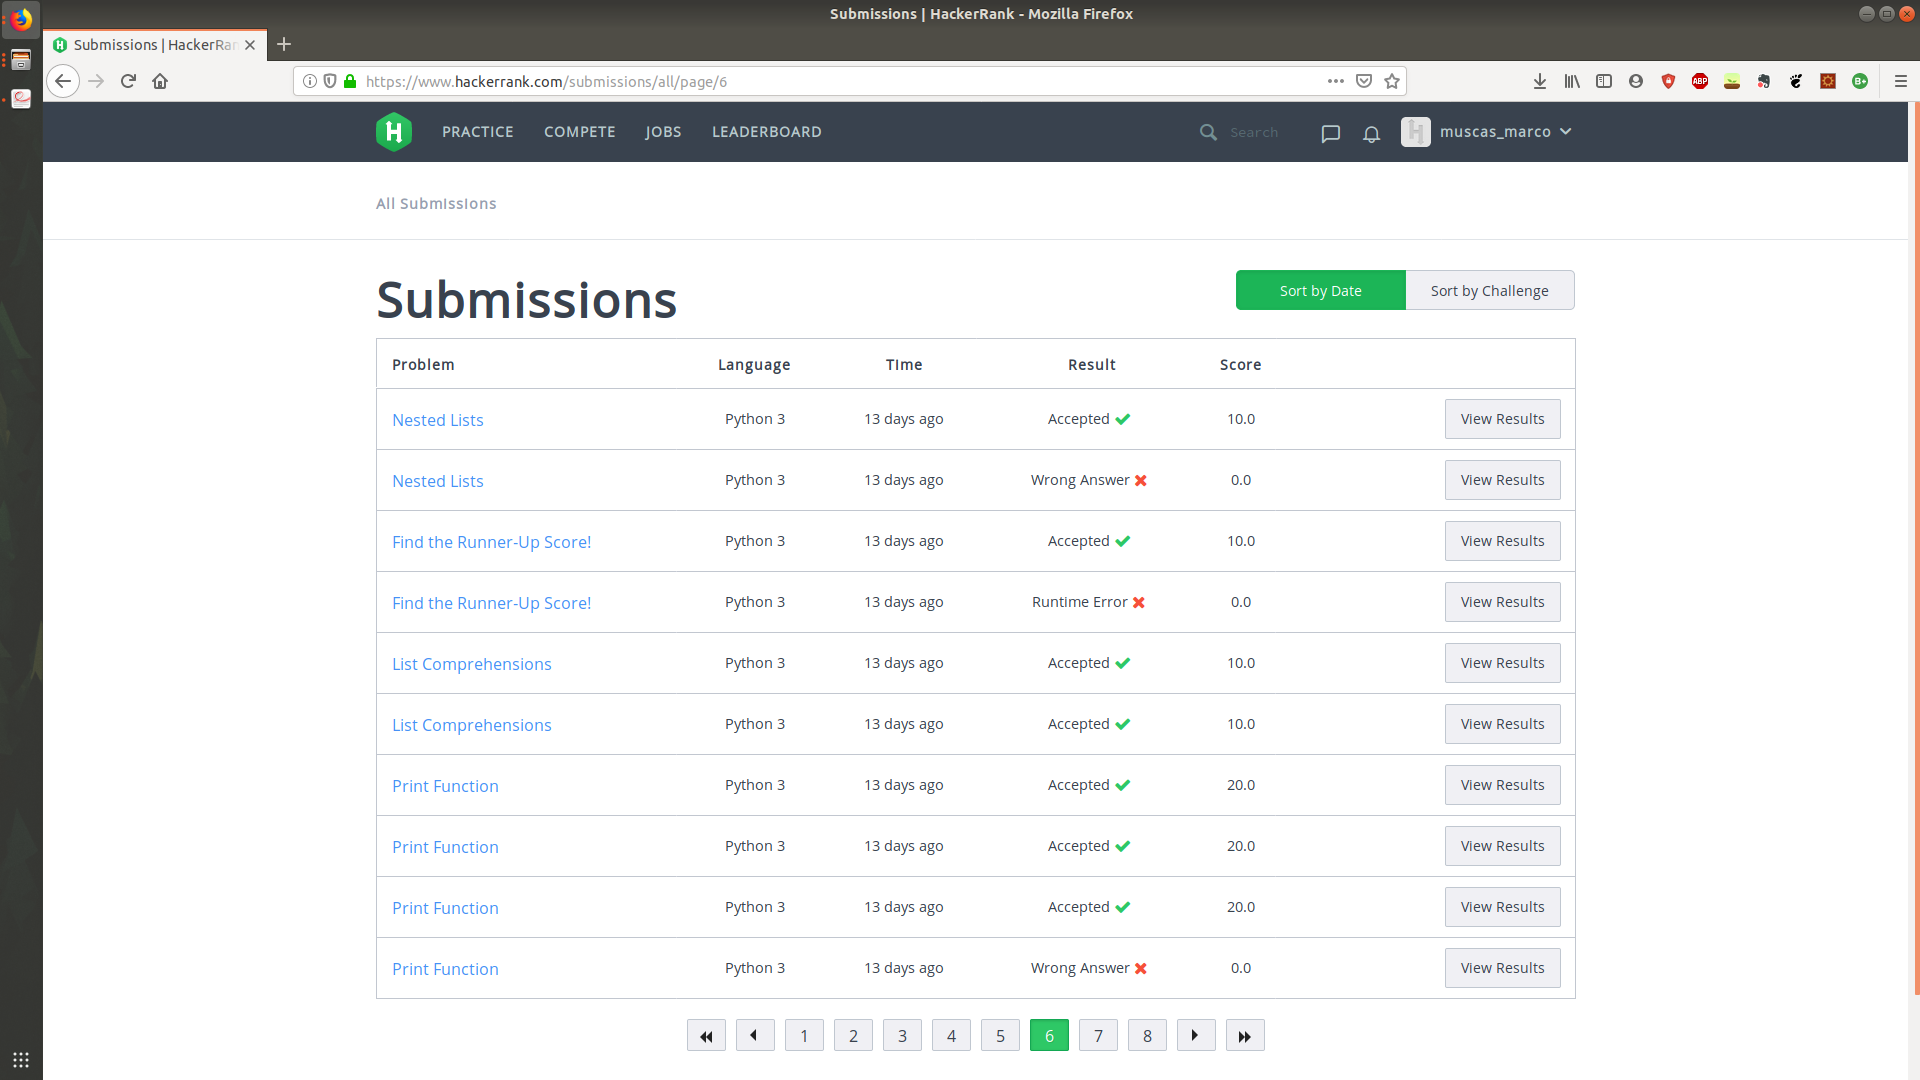 Submissions | HackerRank - Mozilla Firefox
Submissions | HackerRan
https://www.hackerrank.com/submissions/all/page/6
PRACTICE COMPETE JOBS LEADERBOARD Search muscas_marco
All Submissions
Submissions
Sort by Date Sort by Challenge
Problem Language Time Result Score
Nested Lists Python 3 13 days ago Accepted 10.0 View Results
Nested Lists Python 3 13 days ago Wrong Answer 0.0 View Results
Find the Runner-Up Score! Python 3 13 days ago Accepted 10.0 View Results
Find the Runner-Up Score! Python 3 13 days ago Runtime Error 0.0 View Results
List Comprehensions Python 3 13 days ago Accepted 10.0 View Results
List Comprehensions Python 3 13 days ago Accepted 10.0 View Results
Print Function Python 3 13 days ago Accepted 20.0 View Results
Print Function Python 3 13 days ago Accepted 20.0 View Results
Print Function Python 3 13 days ago Accepted 20.0 View Results
Print Function Python 3 13 days ago Wrong Answer 0.0 View Results
1 2 3 4 5 6 7 8